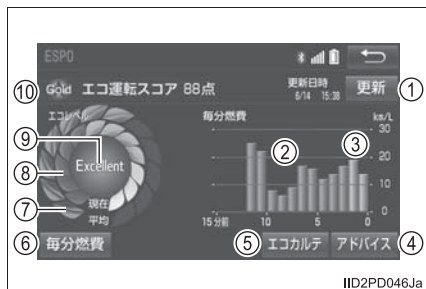 ESPO
⑩ Gold エコ運転スコア 88点 更新日時 6/14 15:38 更新 ①
エコレベル 毎分燃費 km/L
⑨ Excellent ② ③ 30
⑧ 20
現在 10
⑦ 平均 15分前 10 5 0 0
⑥ 毎分燃費 ⑤ エコカルテ アドバイス ④
IID2PD046Ja